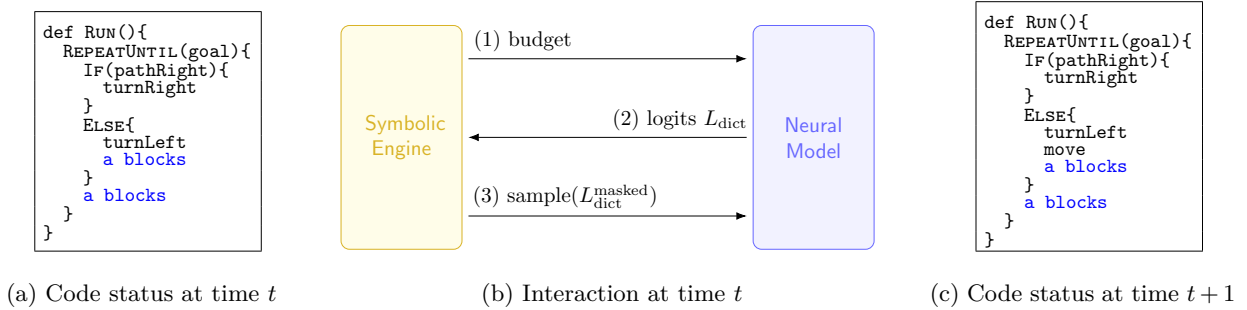 def RUN(){
REPEATUNTIL(goal){
IF(pathRight){
turnRight
}
ELSE{
turnLeft
a blocks
}
a blocks
}
}
(a) Code status at time t
Symbolic
Engine
(1) budget
(2) logits L_dict
(3) sample(L_dict^masked)
Neural
Model
(b) Interaction at time t
def RUN(){
REPEATUNTIL(goal){
IF(pathRight){
turnRight
}
ELSE{
turnLeft
move
a blocks
}
a blocks
}
}
(c) Code status at time t + 1